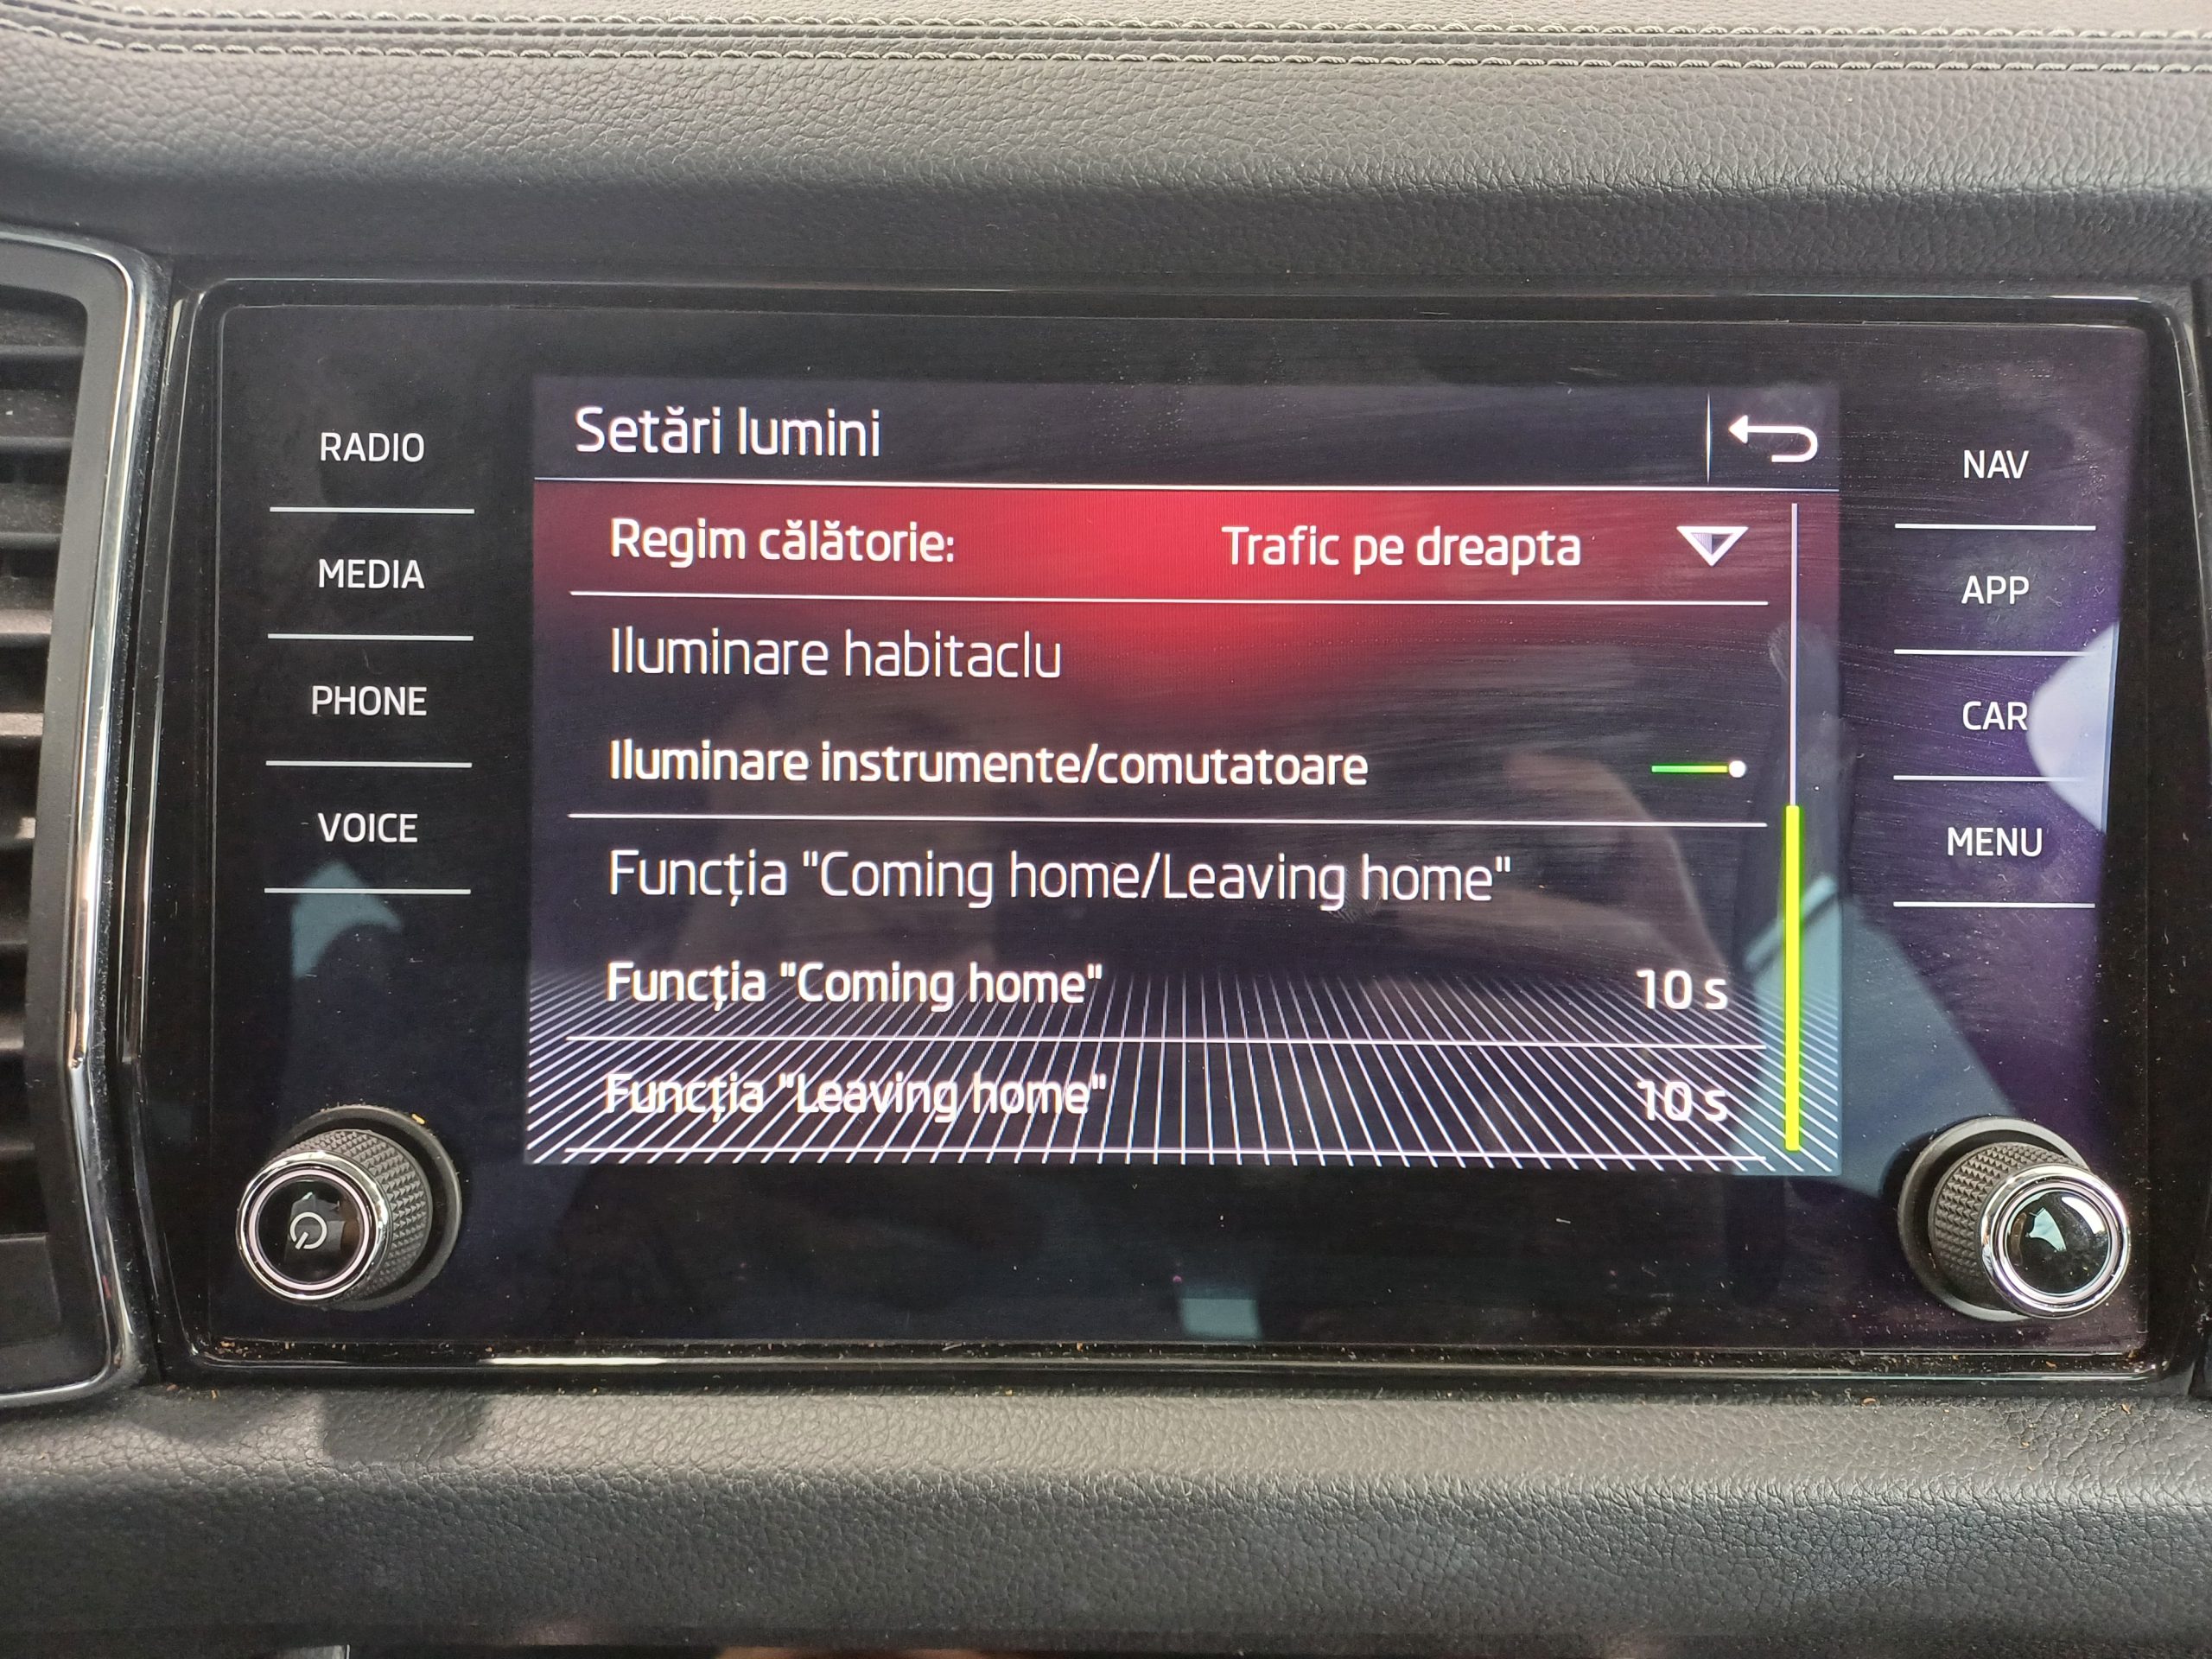 Setări lumini
RADIO
MEDIA
PHONE
VOICE
Regim călătorie: Trafic pe dreapta
Iluminare habitaclu
Iluminare instrumente/comutatoare
Funcția "Coming home/Leaving home"
Funcția "Coming home" 10 s
Funcția "Leaving home" 10 s
NAV
APP
CAR
MENU